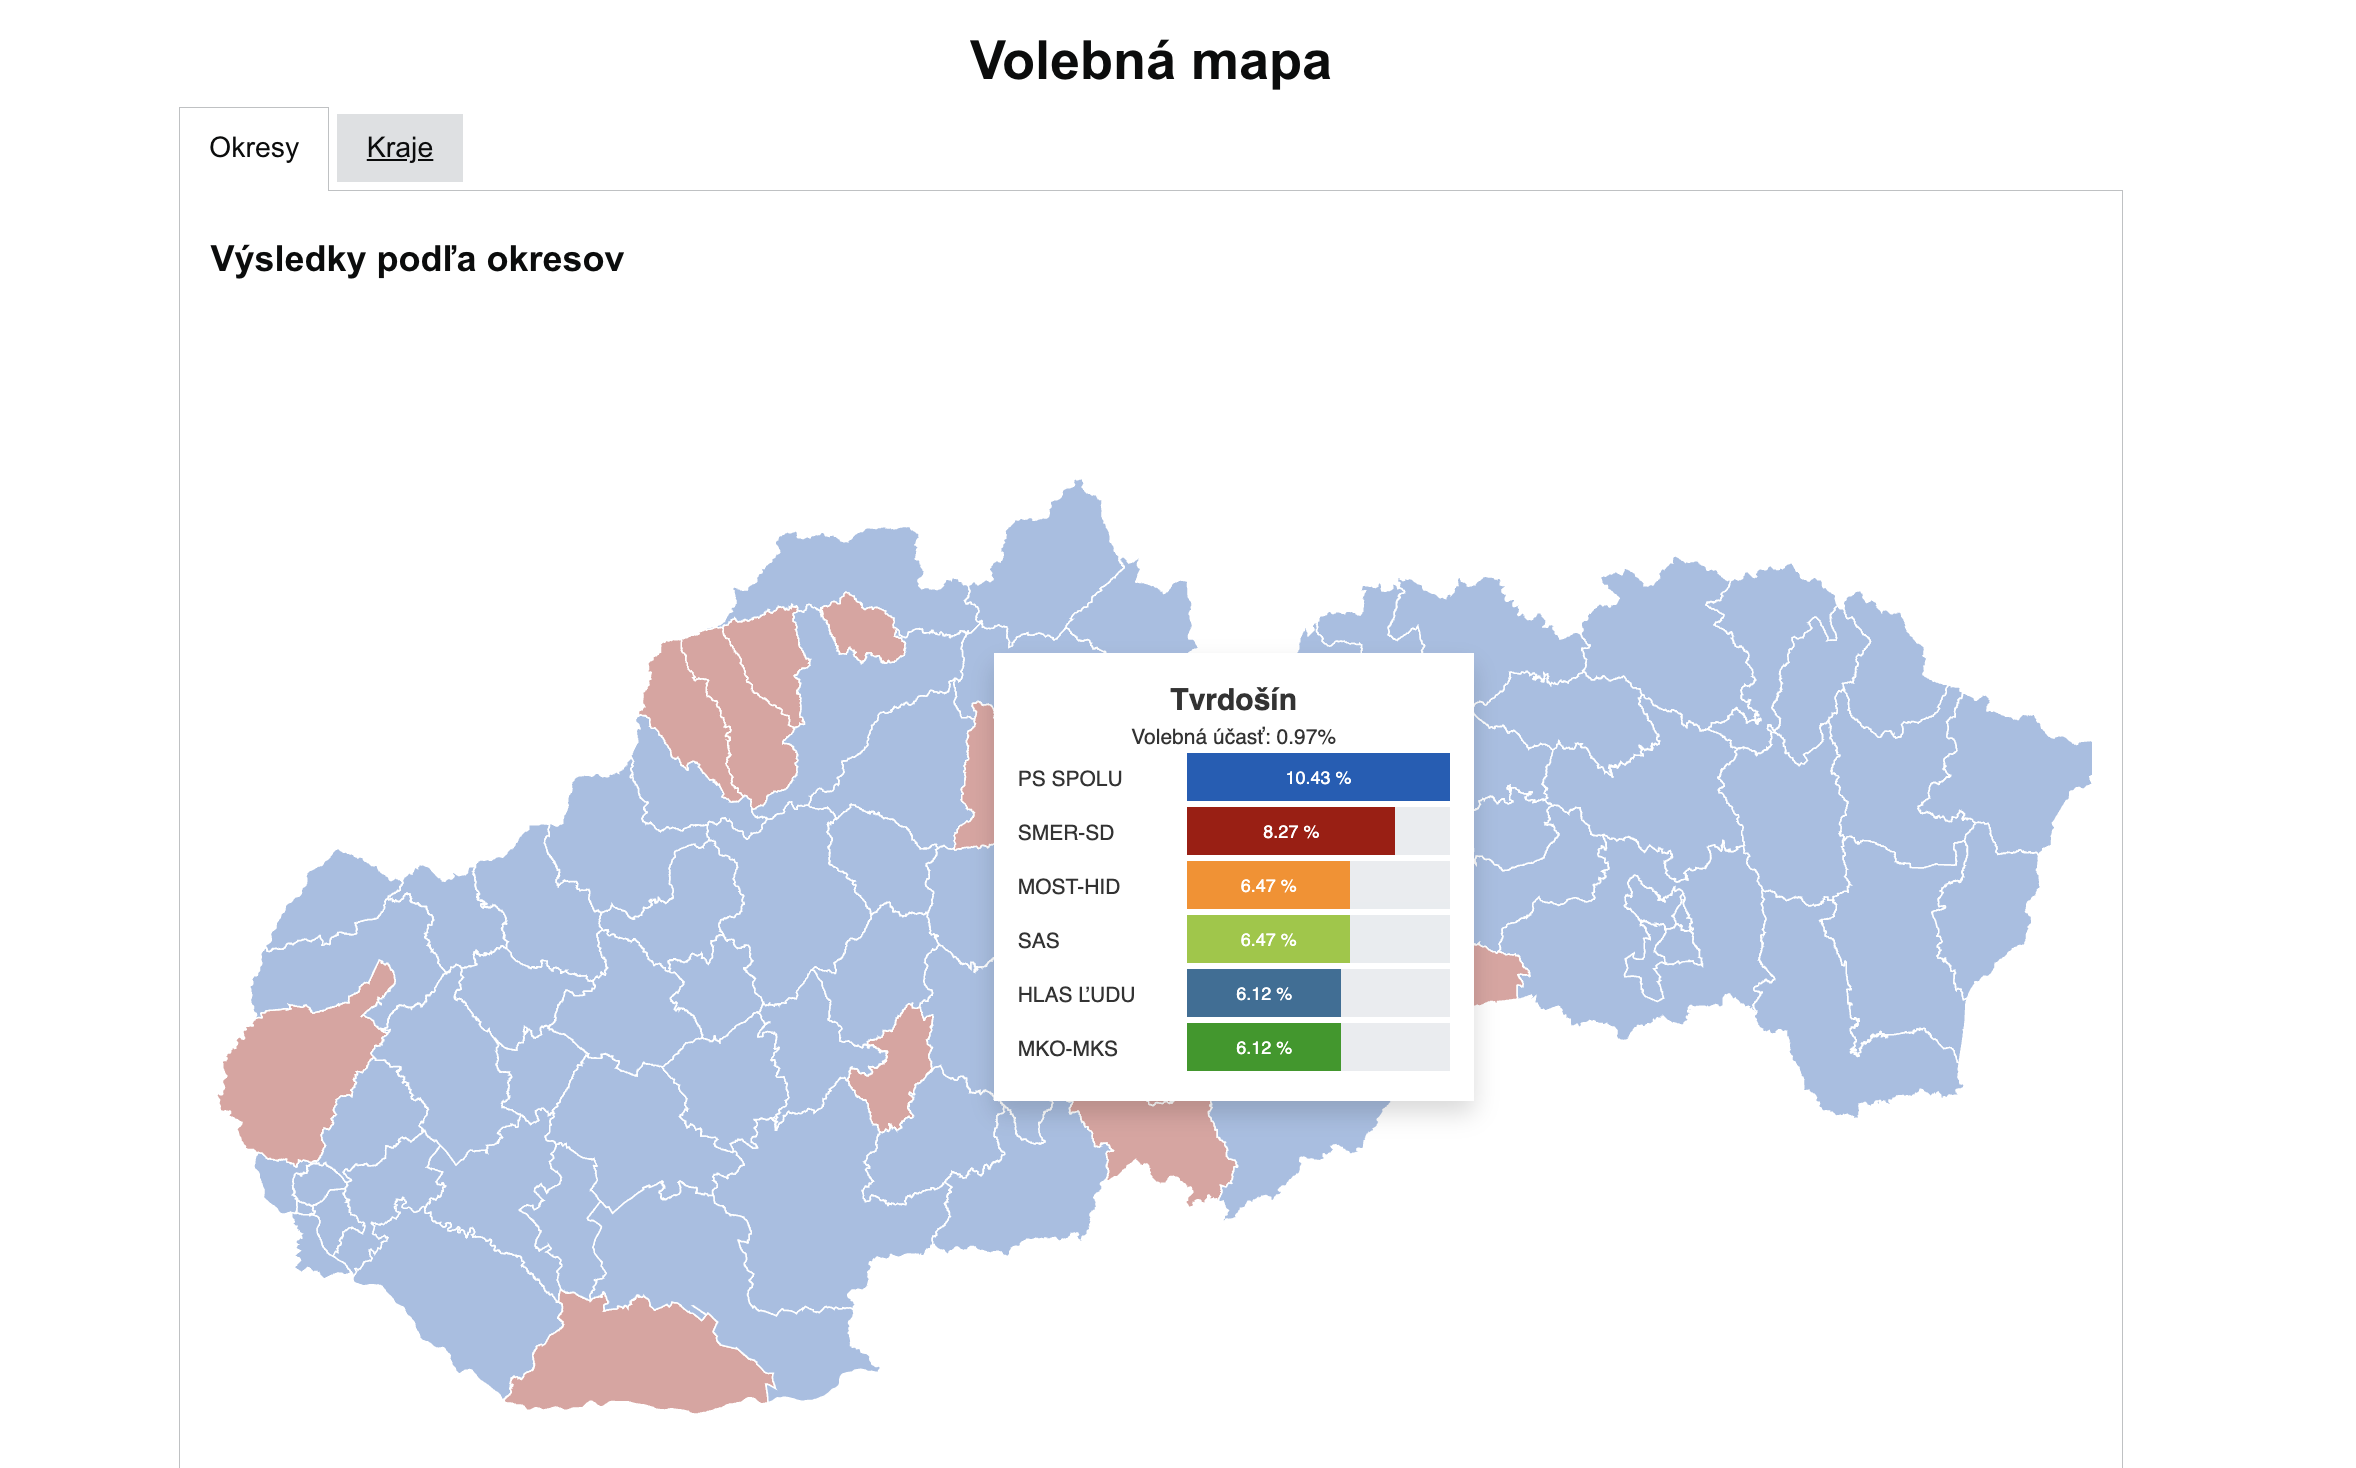 Volebná mapa
Okresy
Kraje
Výsledky podľa okresov
Tvrdošín
Volebná účasť: 0.97%
PS SPOLU 10.43 %
SMER-SD 8.27 %
MOST-HID 6.47 %
SAS 6.47 %
HLAS ĽUDU 6.12 %
MKO-MKS 6.12 %